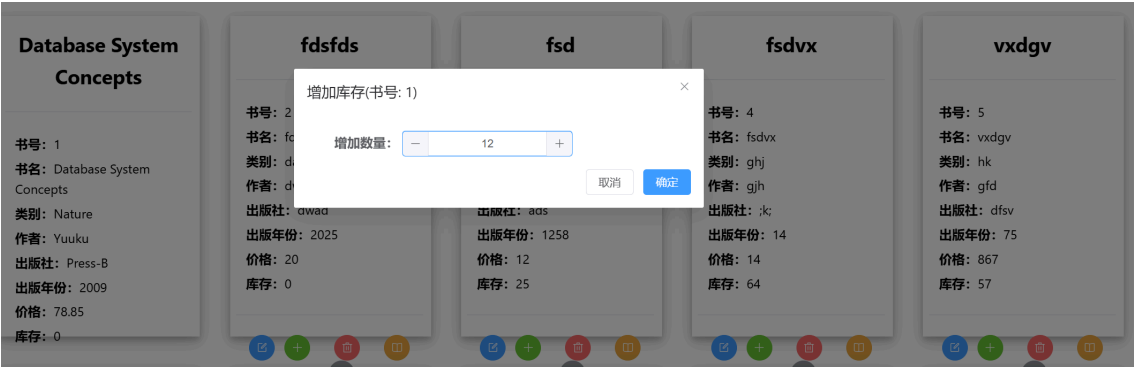 Database System
Concepts
书号：1
书名：Database System
Concepts
类别：Nature
作者：Yuuku
出版社：Press-B
出版年份：2009
价格：78.85
库存：0
fdsfds
书号：2
书名：
类别：
作者：
出版社：dwad
出版年份：2025
价格：20
库存：0
fsd
出版社：ads
出版年份：1258
价格：12
库存：25
fsdvx
书号：4
书名：fsdvx
类别：ghj
作者：gjh
出版社：;k;
出版年份：14
价格：14
库存：64
vxdgv
书号：5
书名：vxdgv
类别：hk
作者：gfd
出版社：dfsv
出版年份：75
价格：867
库存：57
增加库存(书号: 1)
增加数量：
12
取消
确定